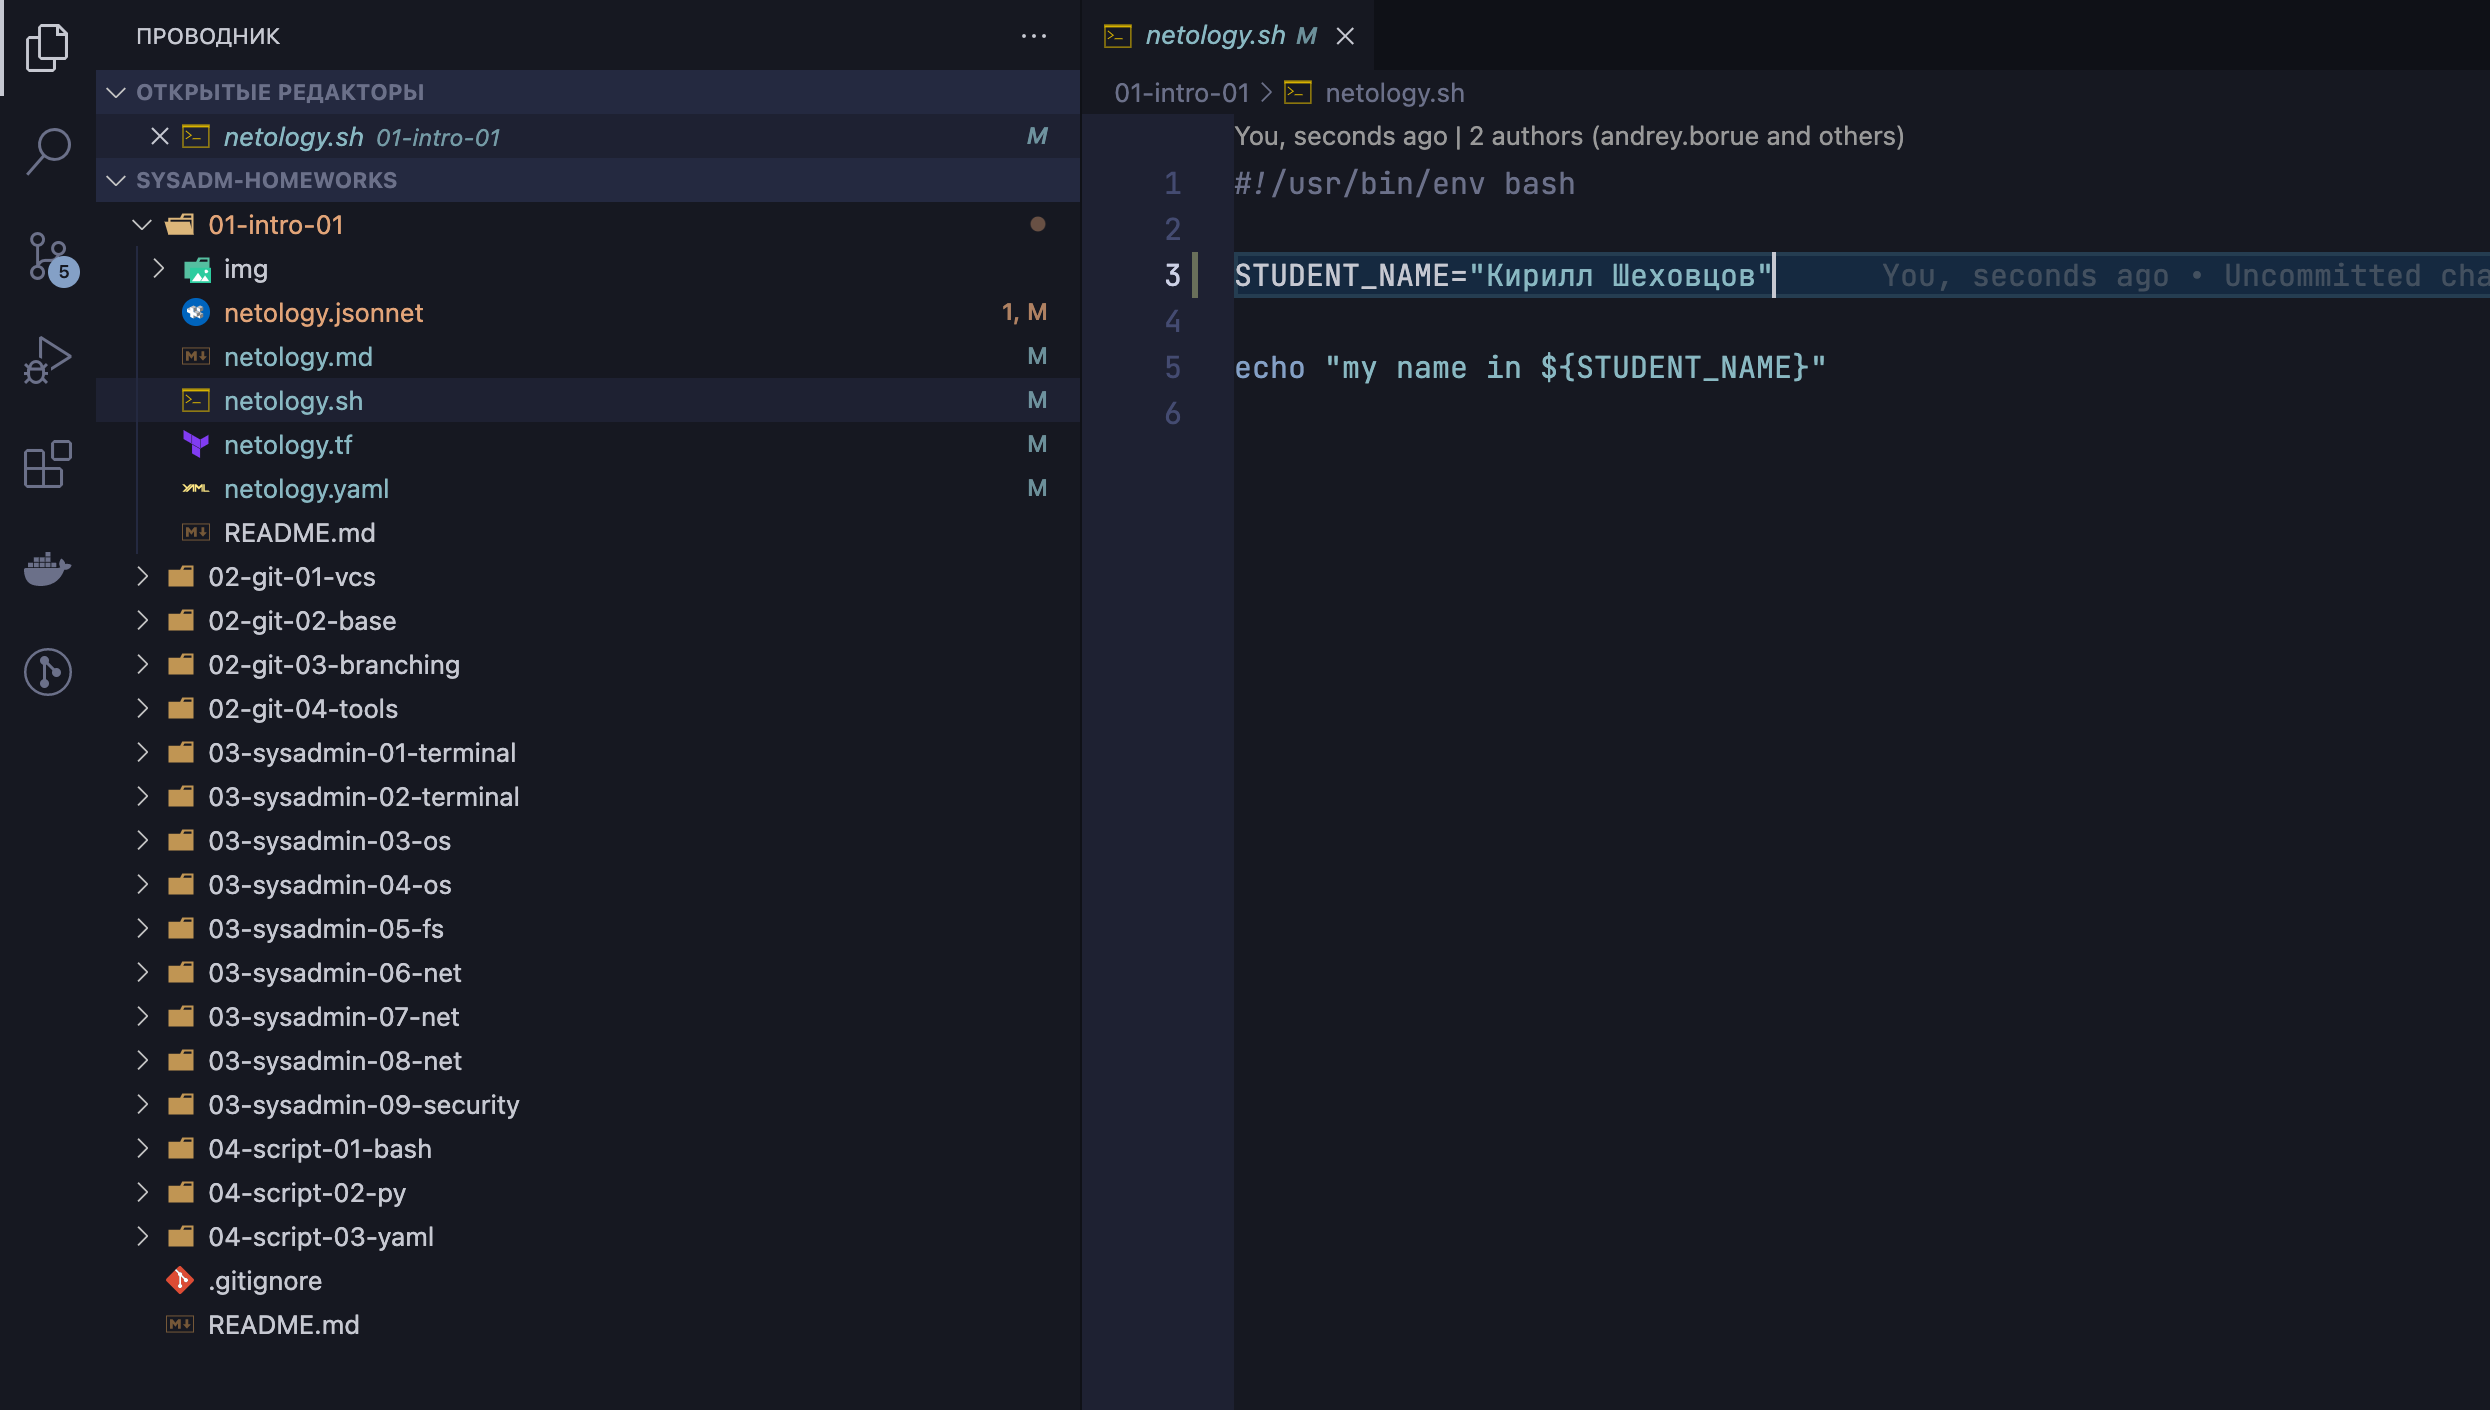 ПРОВОДНИК
ОТКРЫТЫЕ РЕДАКТОРЫ
netology.sh 01-intro-01 M
SYSADM-HOMEWORKS
01-intro-01
img
netology.jsonnet 1, M
netology.md M
netology.sh M
netology.tf M
netology.yaml M
README.md
02-git-01-vcs
02-git-02-base
02-git-03-branching
02-git-04-tools
03-sysadmin-01-terminal
03-sysadmin-02-terminal
03-sysadmin-03-os
03-sysadmin-04-os
03-sysadmin-05-fs
03-sysadmin-06-net
03-sysadmin-07-net
03-sysadmin-08-net
03-sysadmin-09-security
04-script-01-bash
04-script-02-py
04-script-03-yaml
.gitignore
README.md
5
netology.sh M
01-intro-01 > netology.sh
You, seconds ago | 2 authors (andrey.borue and others)
1 #!/usr/bin/env bash
2
3 STUDENT_NAME="Кирилл Шеховцов" You, seconds ago • Uncommitted cha
4
5 echo "my name in ${STUDENT_NAME}"
6